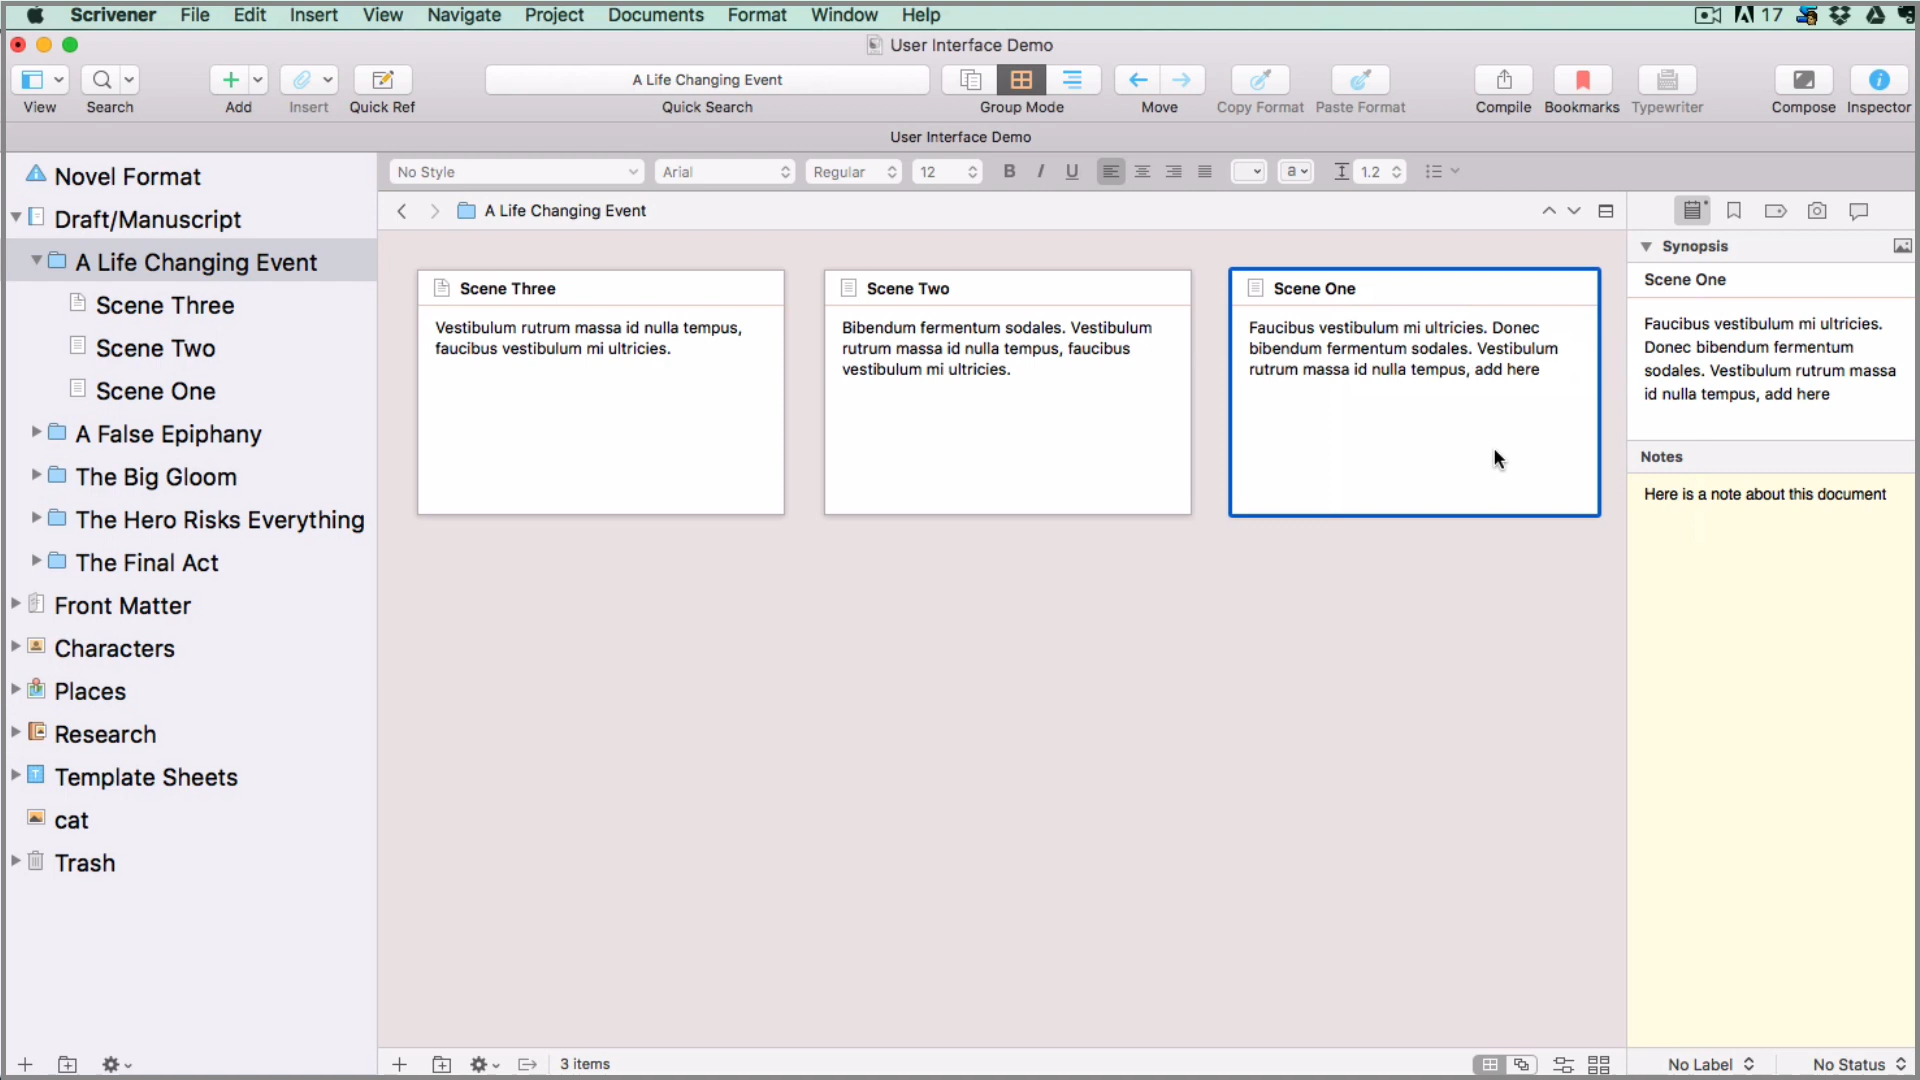 Scrivener File Edit Insert View Navigate Project Documents Format Window Help 17
User Interface Demo
A Life Changing Event
View Search Add Insert Quick Ref Quick Search Group Mode Move Copy Format Paste Format Compile Bookmarks Typewriter Compose Inspector
User Interface Demo
No Style Arial Regular 12 B I U a 1.2
A Life Changing Event
Novel Format
Draft/Manuscript
A Life Changing Event
Scene Three
Scene Two
Scene One
A False Epiphany
The Big Gloom
The Hero Risks Everything
The Final Act
Front Matter
Characters
Places
Research
Template Sheets
cat
Trash
Scene Three
Vestibulum rutrum massa id nulla tempus,
faucibus vestibulum mi ultricies.
Scene Two
Bibendum fermentum sodales. Vestibulum
rutrum massa id nulla tempus, faucibus
vestibulum mi ultricies.
Scene One
Faucibus vestibulum mi ultricies. Donec
bibendum fermentum sodales. Vestibulum
rutrum massa id nulla tempus, add here
Synopsis
Scene One
Faucibus vestibulum mi ultricies.
Donec bibendum fermentum
sodales. Vestibulum rutrum massa
id nulla tempus, add here
Notes
Here is a note about this document
3 items
No Label No Status